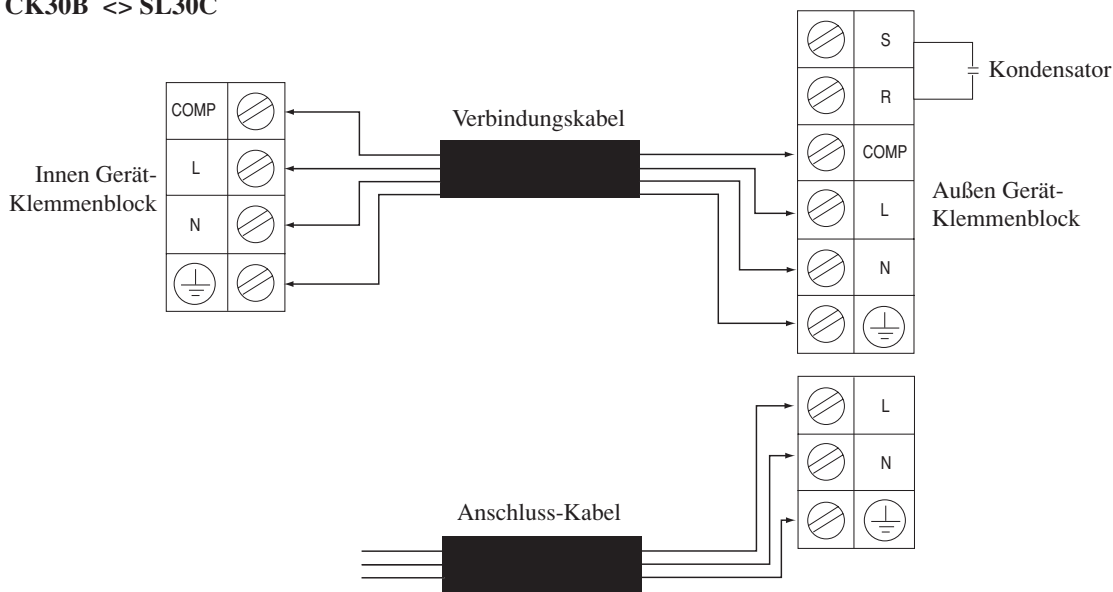 CK30B <> SL30C
S
R
Kondensator
COMP
L
N
Innen Gerät-
Klemmenblock
Verbindungskabel
COMP
L
N
Außen Gerät-
Klemmenblock
L
N
Anschluss-Kabel